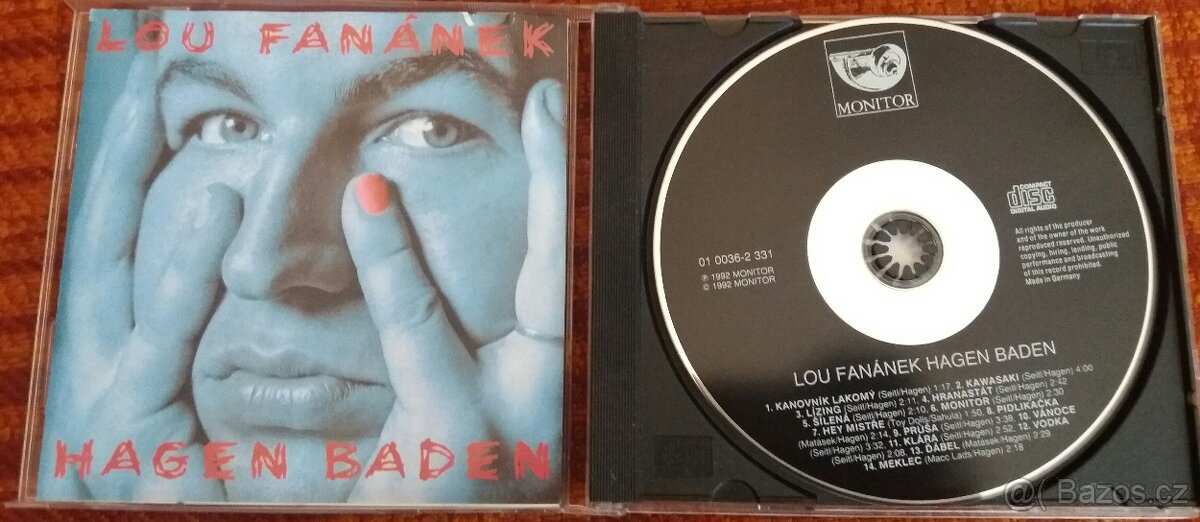 LOU FANÁNEK
HAGEN BADEN
MONITOR
COMPACT
disc
DIGITAL AUDIO
01 0036-2 331
℗ 1992 MONITOR
© 1992 MONITOR
All rights of the producer
and of the owner of the work
reproduced reserved. Unauthorized
copying, hiring, lending, public
performance and broadcasting
of this record prohibited.
Made in Germany
LOU FANÁNEK HAGEN BADEN
1. KANOVNÍK LAKOMÝ (Seitl/Hagen) 1:17. 2. KAWASAKI (Seitl/Hagen) 4.00
3. LÍZING (Seitl/Hagen) 2:11. 4. HRANASTÁT (Seitl/Hagen) 2:42
5. ŠÍLENÁ (Seitl/Hagen) 2:10. 6. MONITOR (Seitl/Hagen) 2.30
7. HEY MISTŘE (Toy Dolls/Sahula) 1:50. 8. PIDLIKAČKA
(Matásek/Hagen) 2:14. 9. PRŮŠA (Seitl/Hagen) 3:38 10. VÁNOCE
(Seitl/Hagen) 3:32. 11. KLÁRA (Seitl/Hagen) 2:52. 12. VODKA
(Seitl/Hagen) 2:08. 13. ĎÁBEL (Matásek/Hagen) 2:29
14. MEKLEC (Macc Lads/Hagen) 2:18
Bazos.cz